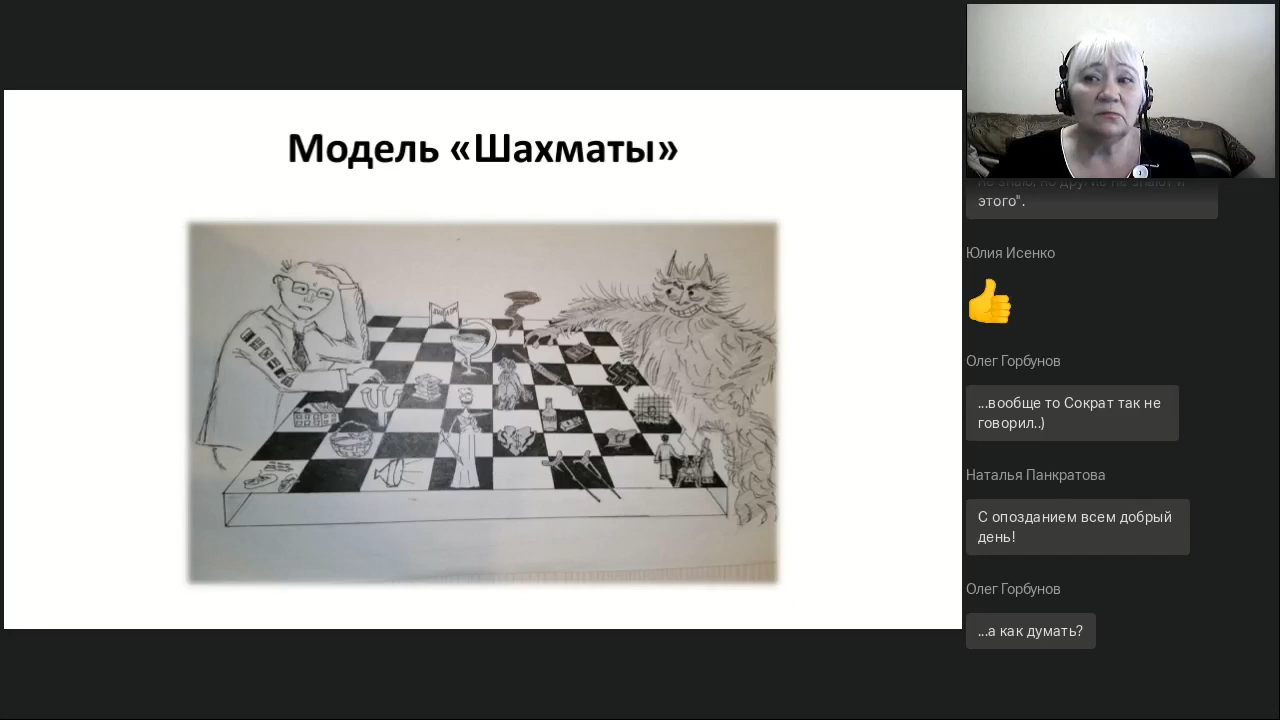 Модель «Шахматы»
этого".
Юлия Исенко
Олег Горбунов
...вообще то Сократ так не
говорил..)
Наталья Панкратова
С опозданием всем добрый
день!
Олег Горбунов
...а как думать?